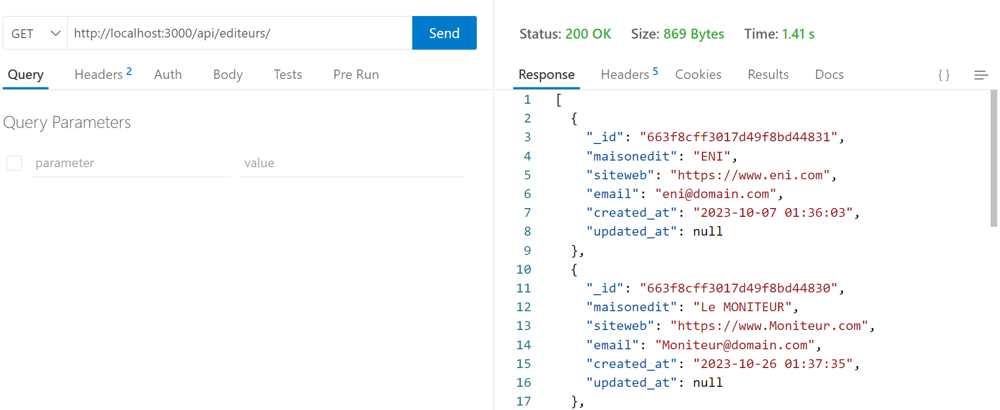 GET http://localhost:3000/api/editeurs/ Send
Query Headers 2 Auth Body Tests Pre Run
Query Parameters
parameter value
Status: 200 OK Size: 869 Bytes Time: 1.41 s
Response Headers 5 Cookies Results Docs { }
1 [
2 {
3 "_id": "663f8cff3017d49f8bd44831",
4 "maisonedit": "ENI",
5 "siteweb": "https://www.eni.com",
6 "email": "eni@domain.com",
7 "created_at": "2023-10-07 01:36:03",
8 "updated_at": null
9 },
10 {
11 "_id": "663f8cff3017d49f8bd44830",
12 "maisonedit": "Le MONITEUR",
13 "siteweb": "https://www.Moniteur.com",
14 "email": "Moniteur@domain.com",
15 "created_at": "2023-10-26 01:37:35",
16 "updated_at": null
17 },